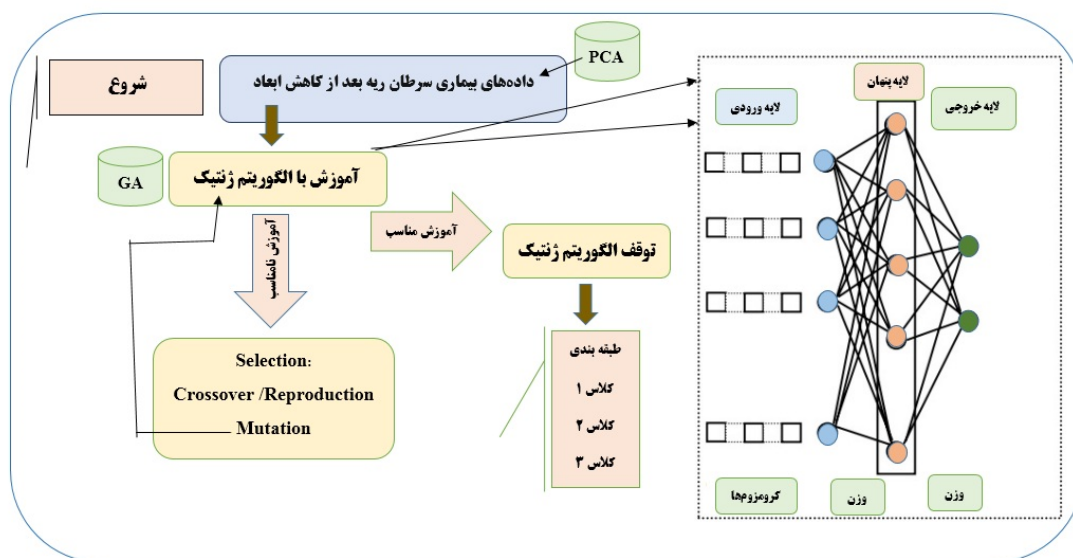 شروع
داده‌های بیماری سرطان ریه بعد از کاهش ابعاد
PCA
GA
آموزش با الگوریتم ژنتیک
آموزش نامناسب
آموزش مناسب
توقف الگوریتم ژنتیک
Selection:
Crossover /Reproduction
Mutation
طبقه بندی
کلاس ۱
کلاس ۲
کلاس ۳
لایه پنهان
لایه ورودی
لایه خروجی
کرومزوم‌ها
وزن
وزن